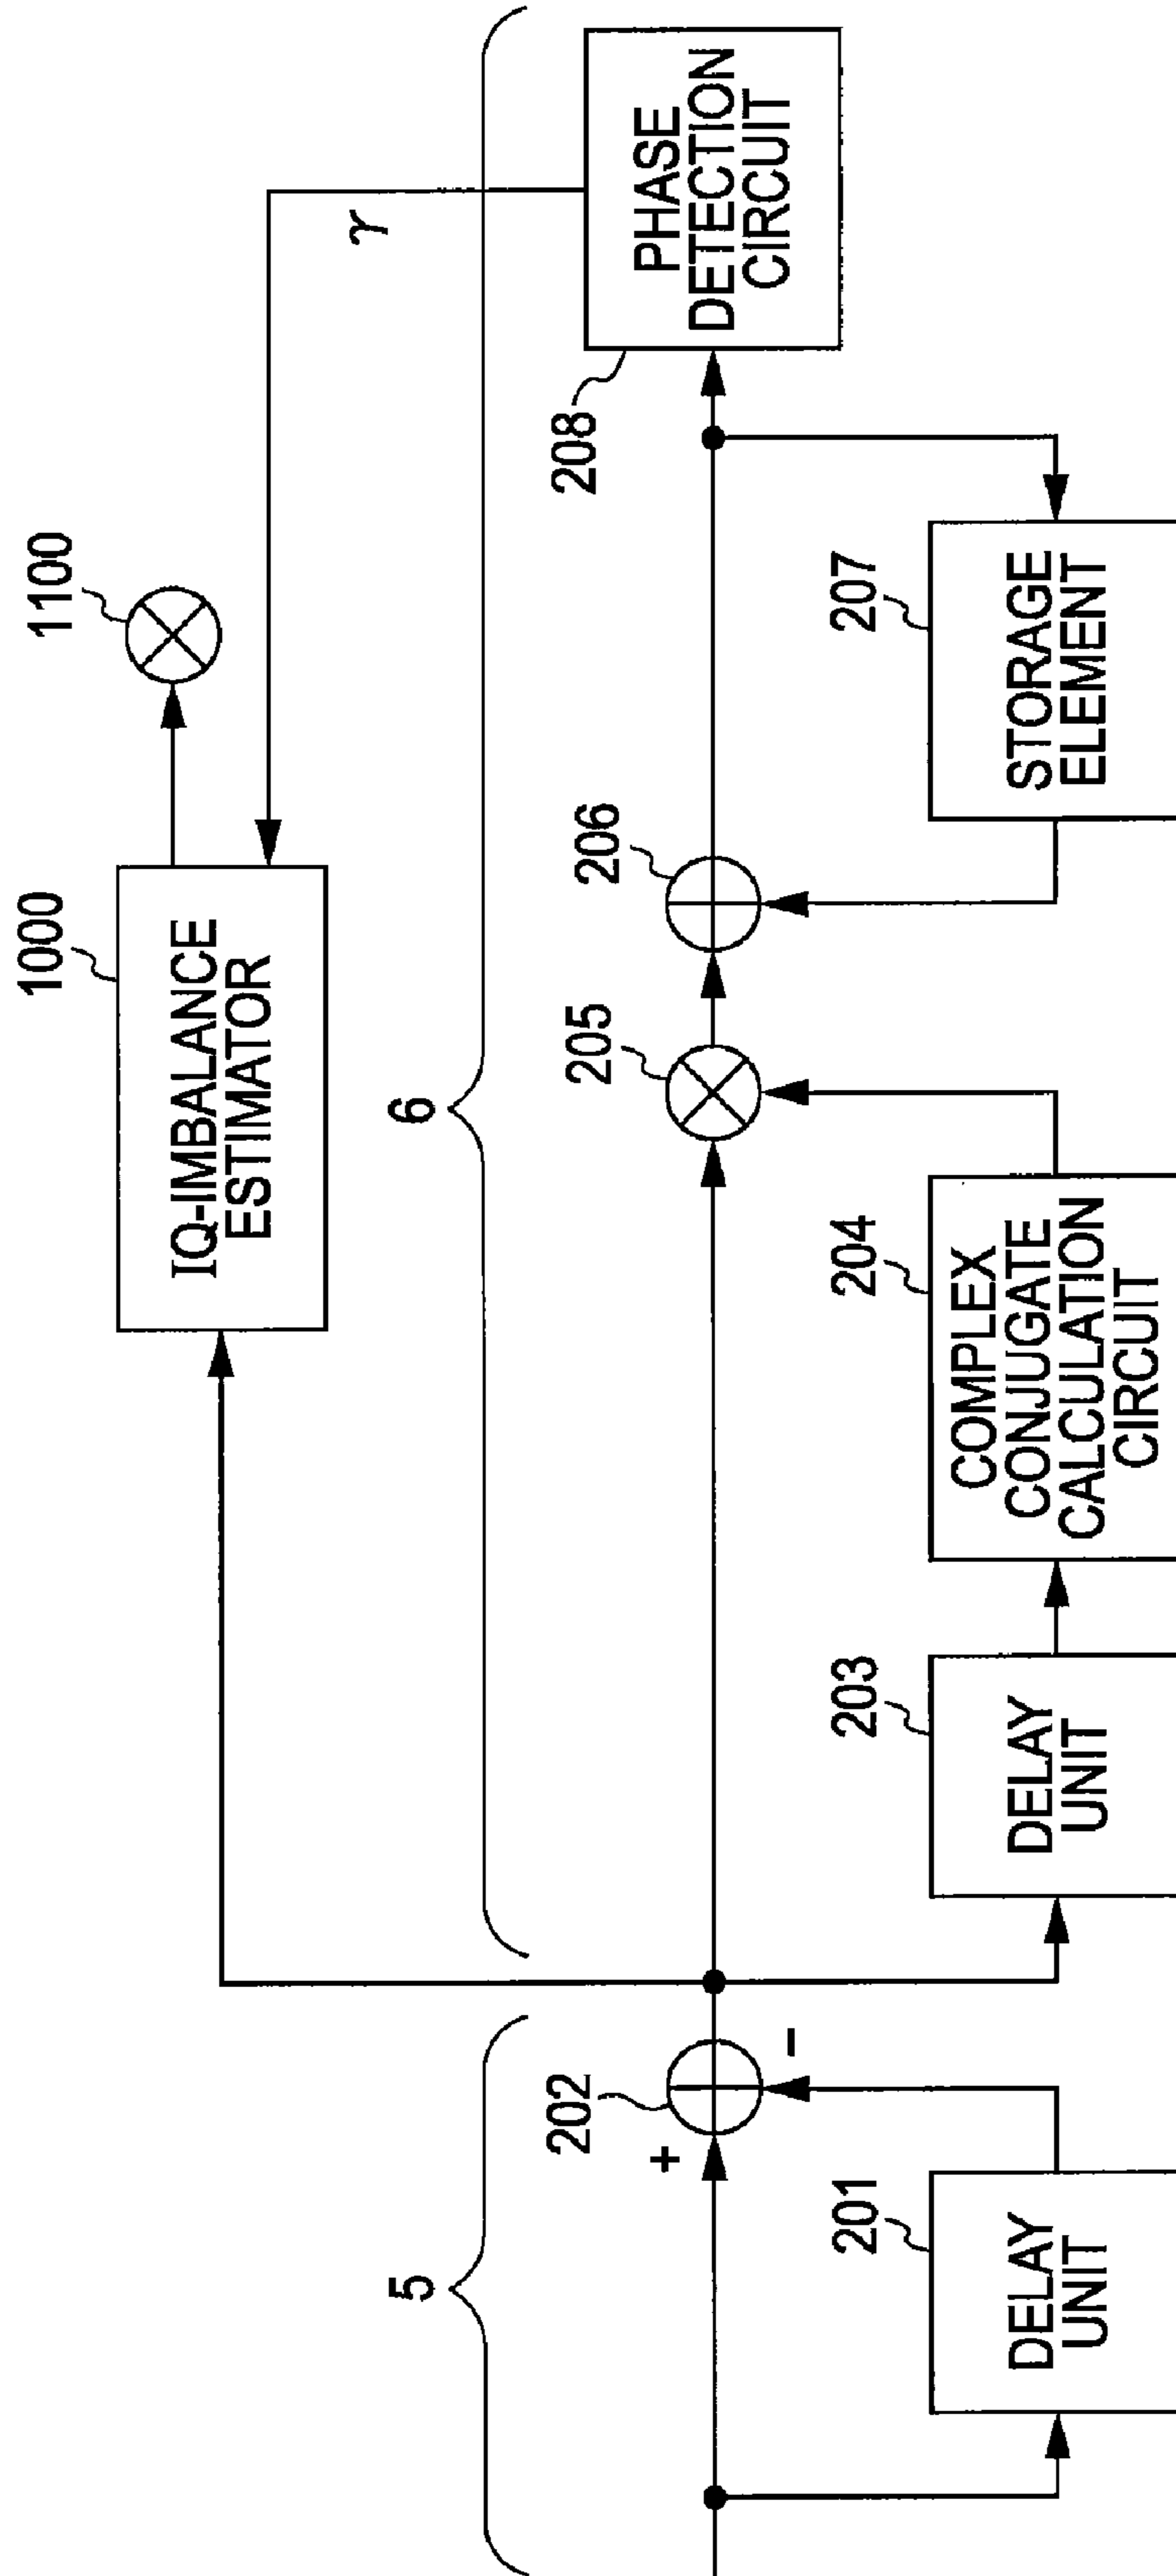 1000
1100
IQ-IMBALANCE
ESTIMATOR
γ
5
6
202
+
−
205
206
208
PHASE
DETECTION
CIRCUIT
201
DELAY
UNIT
203
DELAY
UNIT
204
COMPLEX
CONJUGATE
CALCULATION
CIRCUIT
207
STORAGE
ELEMENT